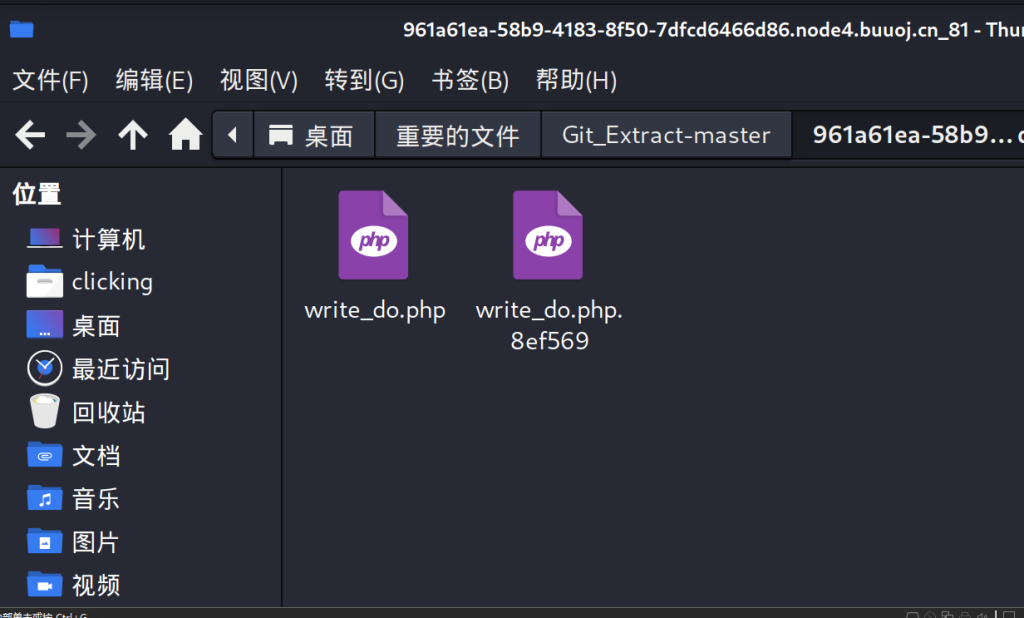 961a61ea-58b9-4183-8f50-7dfcd6466d86.node4.buuoj.cn_81 - Thu
文件(F) 编辑(E) 视图(V) 转到(G) 书签(B) 帮助(H)
桌面 重要的文件 Git_Extract-master 961a61ea-58b9...
位置
计算机
clicking
桌面
最近访问
回收站
文档
音乐
图片
视频
php
write_do.php
php
write_do.php.
8ef569
Ctrl+G